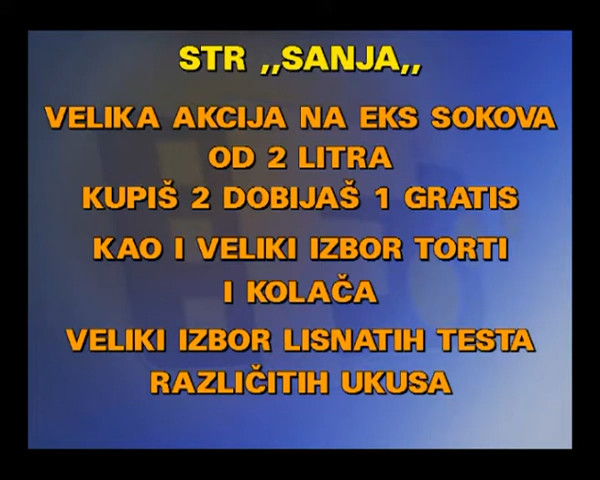 STR ,,SANJA,,
VELIKA AKCIJA NA EKS SOKOVA
OD 2 LITRA
KUPIŠ 2 DOBIJAŠ 1 GRATIS
KAO I VELIKI IZBOR TORTI
I KOLAČA
VELIKI IZBOR LISNATIH TESTA
RAZLIČITIH UKUSA